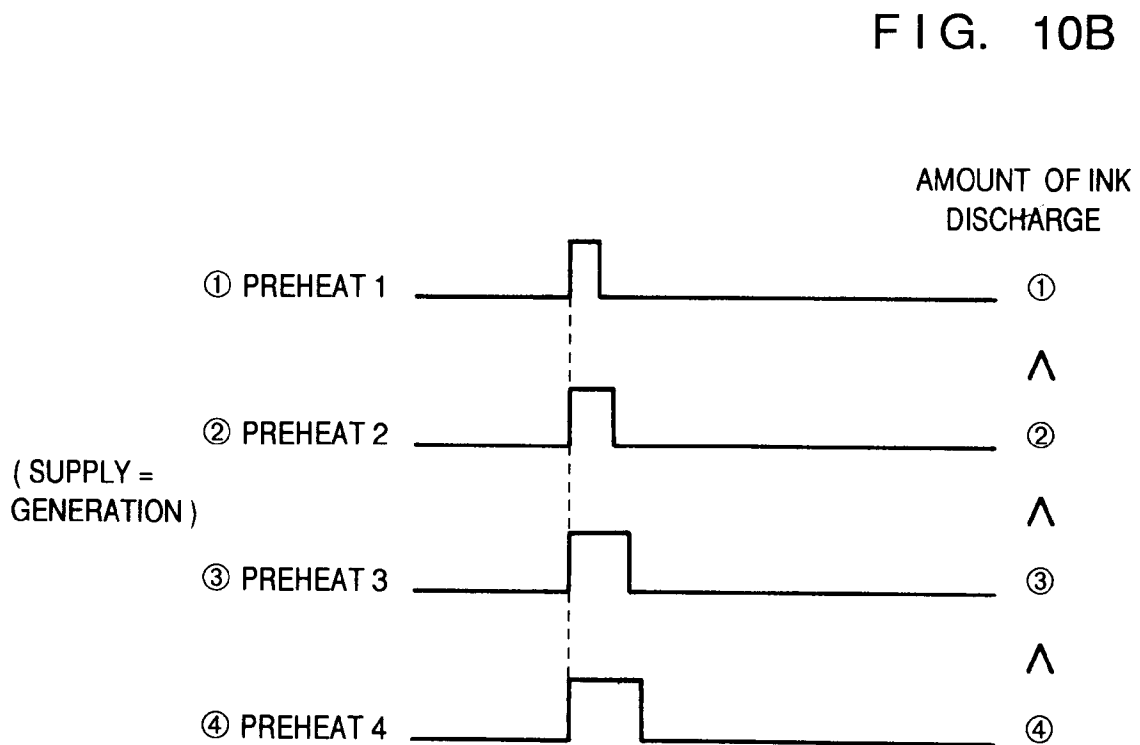 FIG. 10B
AMOUNT OF INK
DISCHARGE
① PREHEAT 1 ①
∧
② PREHEAT 2 ②
(SUPPLY =
GENERATION)
∧
③ PREHEAT 3 ③
∧
④ PREHEAT 4 ④